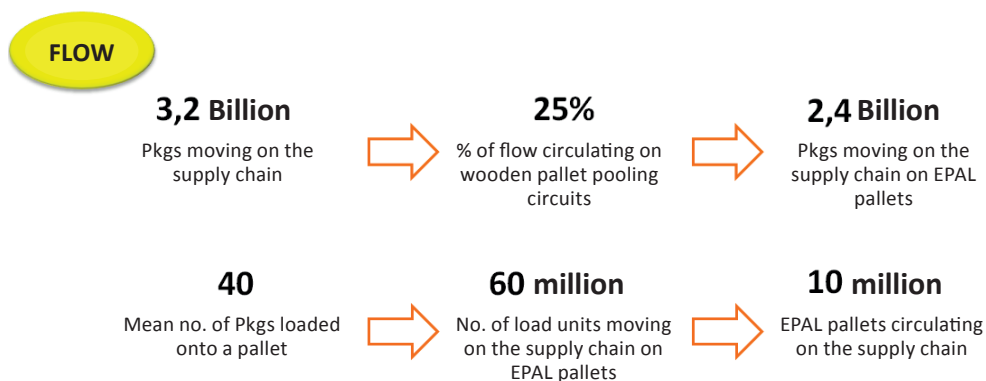 FLOW
3,2 Billion
Pkgs moving on the
supply chain
25%
% of flow circulating on
wooden pallet pooling
circuits
2,4 Billion
Pkgs moving on the
supply chain on EPAL
pallets
40
Mean no. of Pkgs loaded
onto a pallet
60 million
No. of load units moving
on the supply chain on
EPAL pallets
10 million
EPAL pallets circulating
on the supply chain